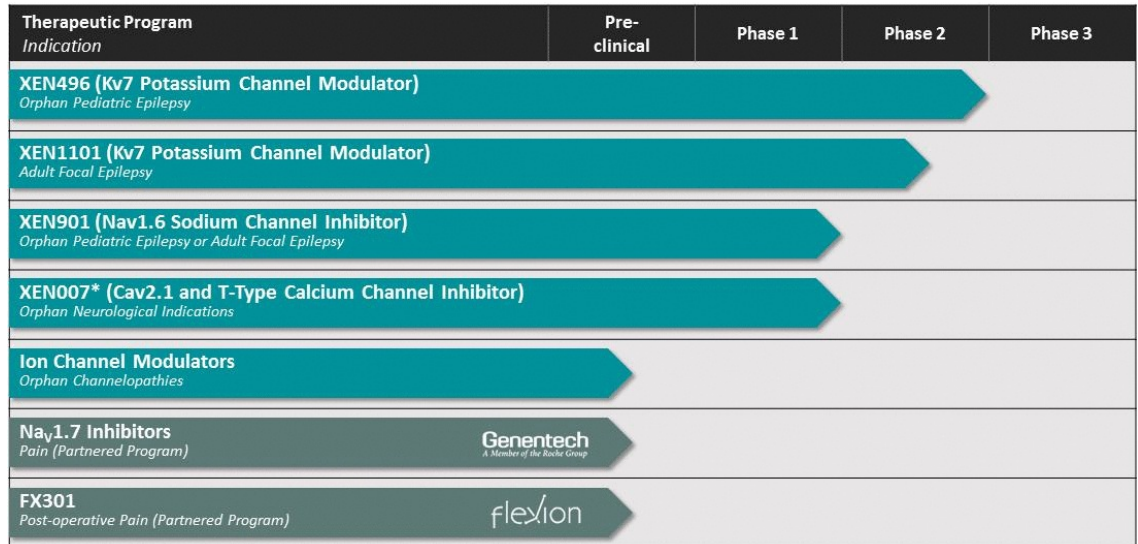 Therapeutic Program
Indication
Pre-
clinical
Phase 1
Phase 2
Phase 3
XEN496 (Kv7 Potassium Channel Modulator)
Orphan Pediatric Epilepsy
XEN1101 (Kv7 Potassium Channel Modulator)
Adult Focal Epilepsy
XEN901 (Nav1.6 Sodium Channel Inhibitor)
Orphan Pediatric Epilepsy or Adult Focal Epilepsy
XEN007* (Cav2.1 and T-Type Calcium Channel Inhibitor)
Orphan Neurological Indications
Ion Channel Modulators
Orphan Channelopathies
NaV1.7 Inhibitors
Pain (Partnered Program)
Genentech
A Member of the Roche Group
FX301
Post-operative Pain (Partnered Program)
flexion